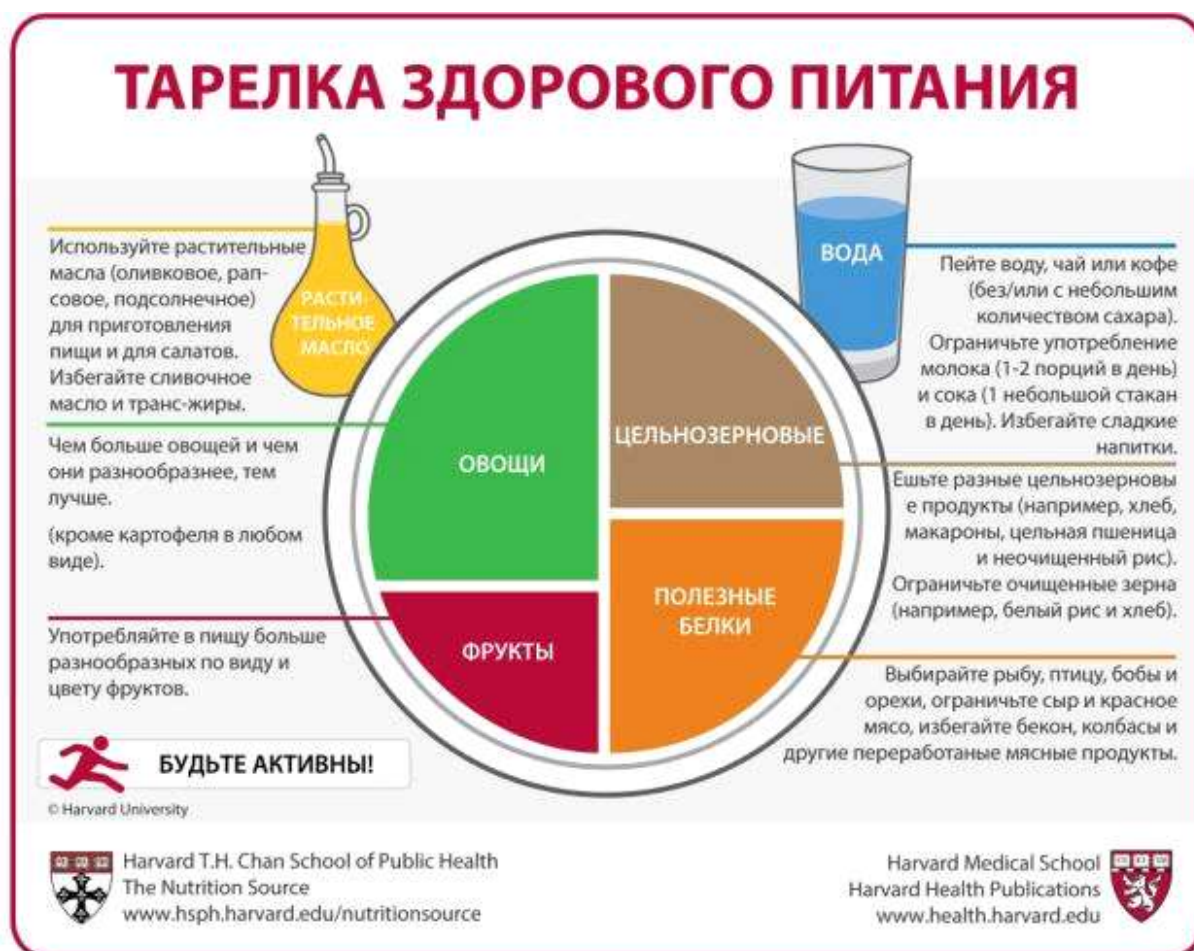 ТАРЕЛКА ЗДОРОВОГО ПИТАНИЯ
Используйте растительные
масла (оливковое, рап-
совое, подсолнечное)
для приготовления
пищи и для салатов.
Избегайте сливочное
масло и транс-жиры.
РАСТИ-
ТЕЛЬНОЕ
МАСЛО
Чем больше овощей и чем
они разнообразнее, тем
лучше.
(кроме картофеля в любом
виде).
Употребляйте в пищу больше
разнообразных по виду и
цвету фруктов.
ОВОЩИ
ФРУКТЫ
ЦЕЛЬНОЗЕРНОВЫЕ
ПОЛЕЗНЫЕ
БЕЛКИ
ВОДА
Пейте воду, чай или кофе
(без/или с небольшим
количеством сахара).
Ограничьте употребление
молока (1-2 порций в день)
и сока (1 небольшой стакан
в день). Избегайте сладкие
напитки.
Ешьте разные цельнозерновы
е продукты (например, хлеб,
макароны, цельная пшеница
и неочищенный рис).
Ограничьте очищенные зерна
(например, белый рис и хлеб).
Выбирайте рыбу, птицу, бобы и
орехи, ограничьте сыр и красное
мясо, избегайте бекон, колбасы и
другие переработаные мясные продукты.
БУДЬТЕ АКТИВНЫ!
© Harvard University
Harvard T.H. Chan School of Public Health
The Nutrition Source
www.hsph.harvard.edu/nutritionsource
Harvard Medical School
Harvard Health Publications
www.health.harvard.edu